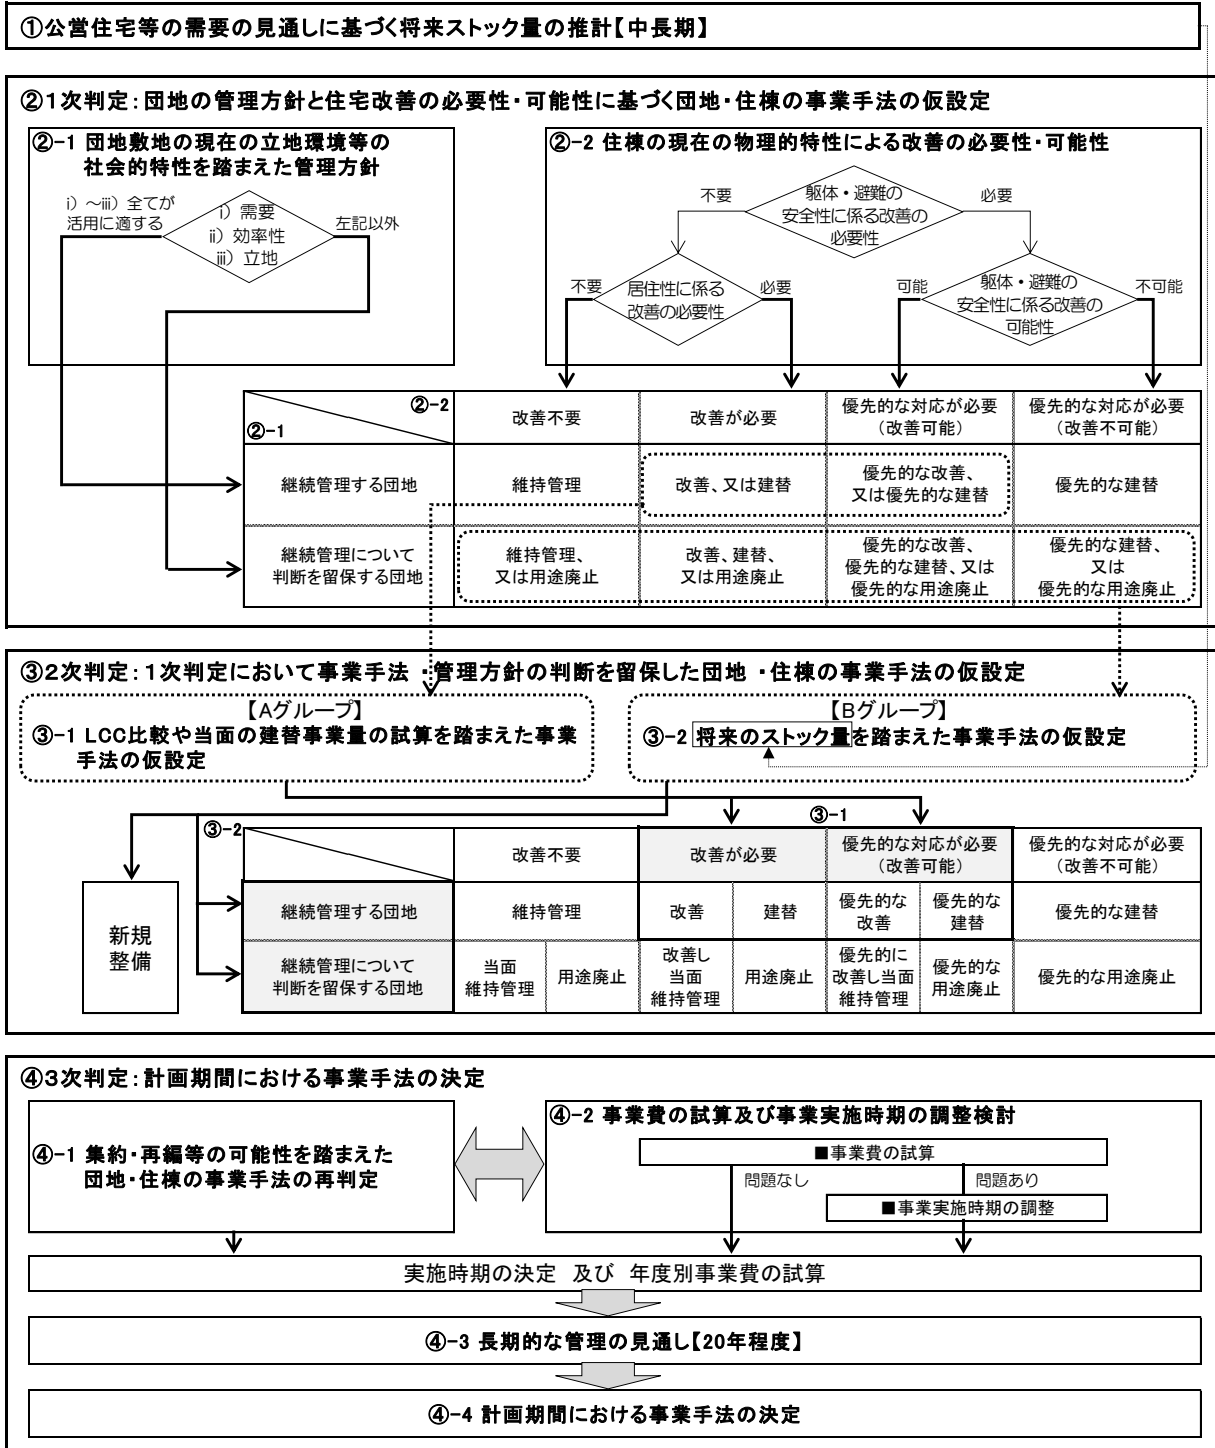 ①公営住宅等の需要の見通しに基づく将来ストック量の推計【中長期】
②1次判定：団地の管理方針と住宅改善の必要性・可能性に基づく団地・住棟の事業手法の仮設定
②-1 団地敷地の現在の立地環境等の
社会的特性を踏まえた管理方針
ⅰ）～ⅲ）全てが
活用に適する
ⅰ）需要
ⅱ）効率性
ⅲ）立地
左記以外
②-2 住棟の現在の物理的特性による改善の必要性・可能性
不要
躯体・避難の
安全性に係る改善の
必要性
必要
不要
居住性に係る
改善の必要性
必要
可能
躯体・避難の
安全性に係る改善の
可能性
不可能
②-2
②-1
改善不要
改善が必要
優先的な対応が必要
（改善可能）
優先的な対応が必要
（改善不可能）
継続管理する団地
維持管理
改善、又は建替
優先的な改善、
又は優先的な建替
優先的な建替
継続管理について
判断を留保する団地
維持管理、
又は用途廃止
改善、建替、
又は用途廃止
優先的な改善、
優先的な建替、又は
優先的な用途廃止
優先的な建替、
又は
優先的な用途廃止
③2次判定：1次判定において事業手法・管理方針の判断を留保した団地・住棟の事業手法の仮設定
【Aグループ】
③-1 LCC比較や当面の建替事業量の試算を踏まえた事業
手法の仮設定
【Bグループ】
③-2 将来のストック量を踏まえた事業手法の仮設定
③-1
③-2
改善不要
改善が必要
優先的な対応が必要
（改善可能）
優先的な対応が必要
（改善不可能）
新規
整備
継続管理する団地
維持管理
改善
建替
優先的な
改善
優先的な
建替
優先的な建替
継続管理について
判断を留保する団地
当面
維持管理
用途廃止
改善し
当面
維持管理
用途廃止
優先的に
改善し当面
維持管理
優先的な
用途廃止
優先的な用途廃止
④3次判定：計画期間における事業手法の決定
④-1 集約・再編等の可能性を踏まえた
団地・住棟の事業手法の再判定
④-2 事業費の試算及び事業実施時期の調整検討
■事業費の試算
問題なし
問題あり
■事業実施時期の調整
実施時期の決定　及び　年度別事業費の試算
④-3 長期的な管理の見通し【20年程度】
④-4 計画期間における事業手法の決定